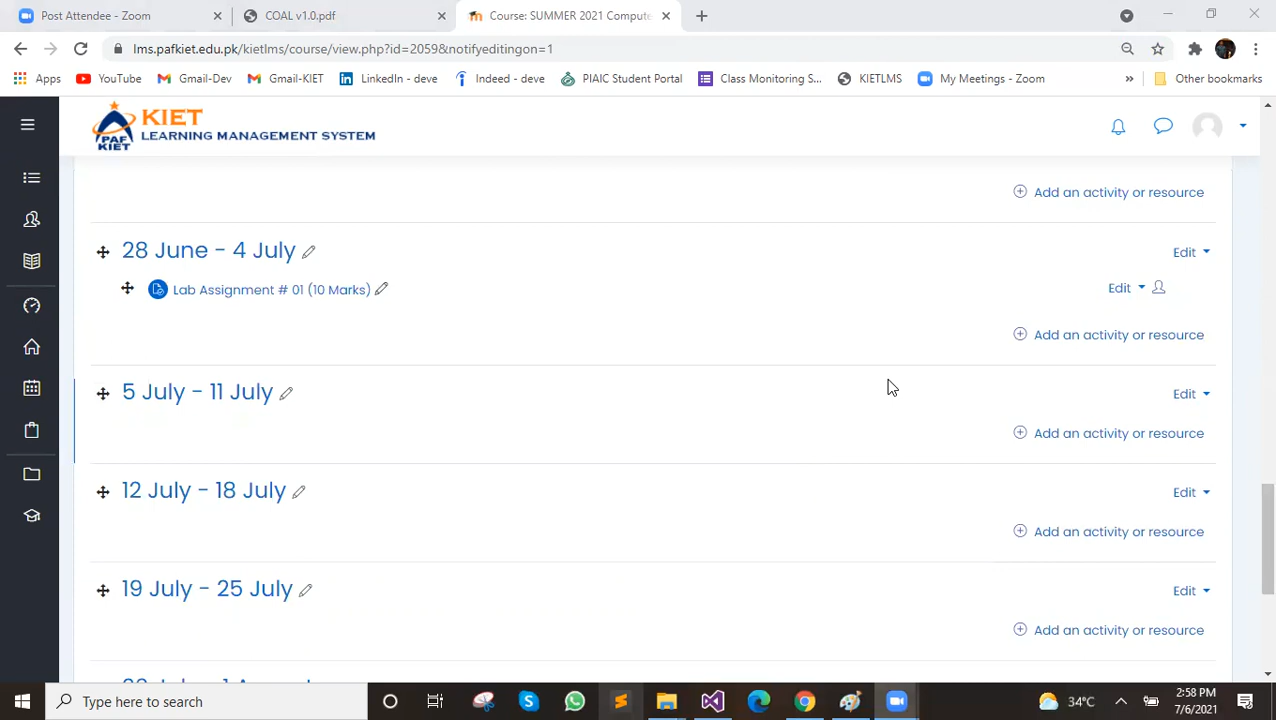 Post Attendee - Zoom
COAL v1.0.pdf
Course: SUMMER 2021 Compute
lms.pafkiet.edu.pk/kietlms/course/view.php?id=2059&notifyeditingon=1
Apps
YouTube
Gmail-Dev
Gmail-KIET
LinkedIn - deve
Indeed - deve
PIAIC Student Portal
Class Monitoring S...
KIETLMS
My Meetings - Zoom
»
Other bookmarks
PAF
KIET
KIET
LEARNING MANAGEMENT SYSTEM
Add an activity or resource
28 June - 4 July
Edit
Lab Assignment # 01 (10 Marks)
Edit
Add an activity or resource
5 July - 11 July
Edit
Add an activity or resource
12 July - 18 July
Edit
Add an activity or resource
19 July - 25 July
Edit
Add an activity or resource
Type here to search
34°C
2:58 PM
7/6/2021